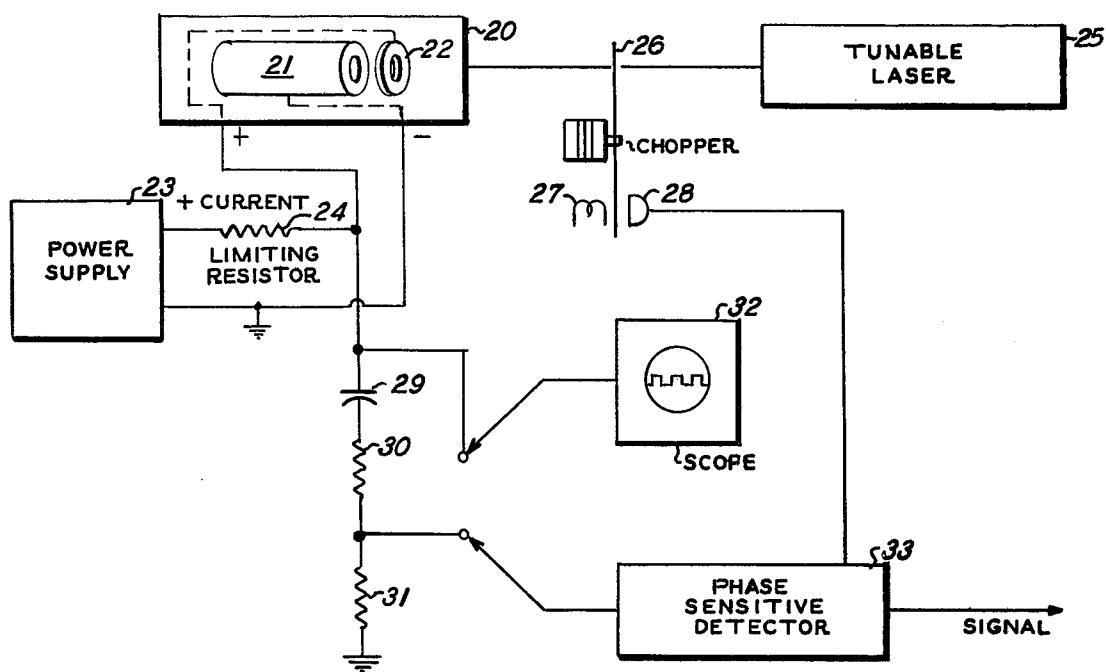 20
22
21
+
-
26
TUNABLE
LASER
25
CHOPPER
27
28
23
POWER
SUPPLY
+ CURRENT
24
LIMITING
RESISTOR
32
SCOPE
29
30
31
33
PHASE
SENSITIVE
DETECTOR
SIGNAL